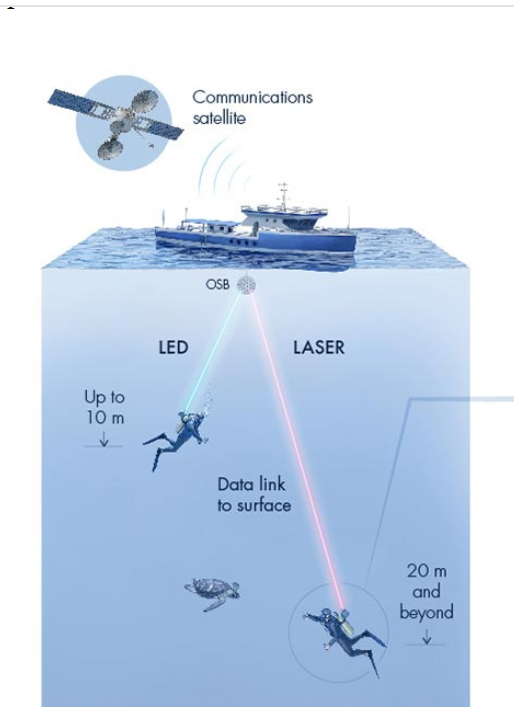 Communications
satellite
OSB
LED
LASER
Up to
10 m
Data link
to surface
20 m
and
beyond